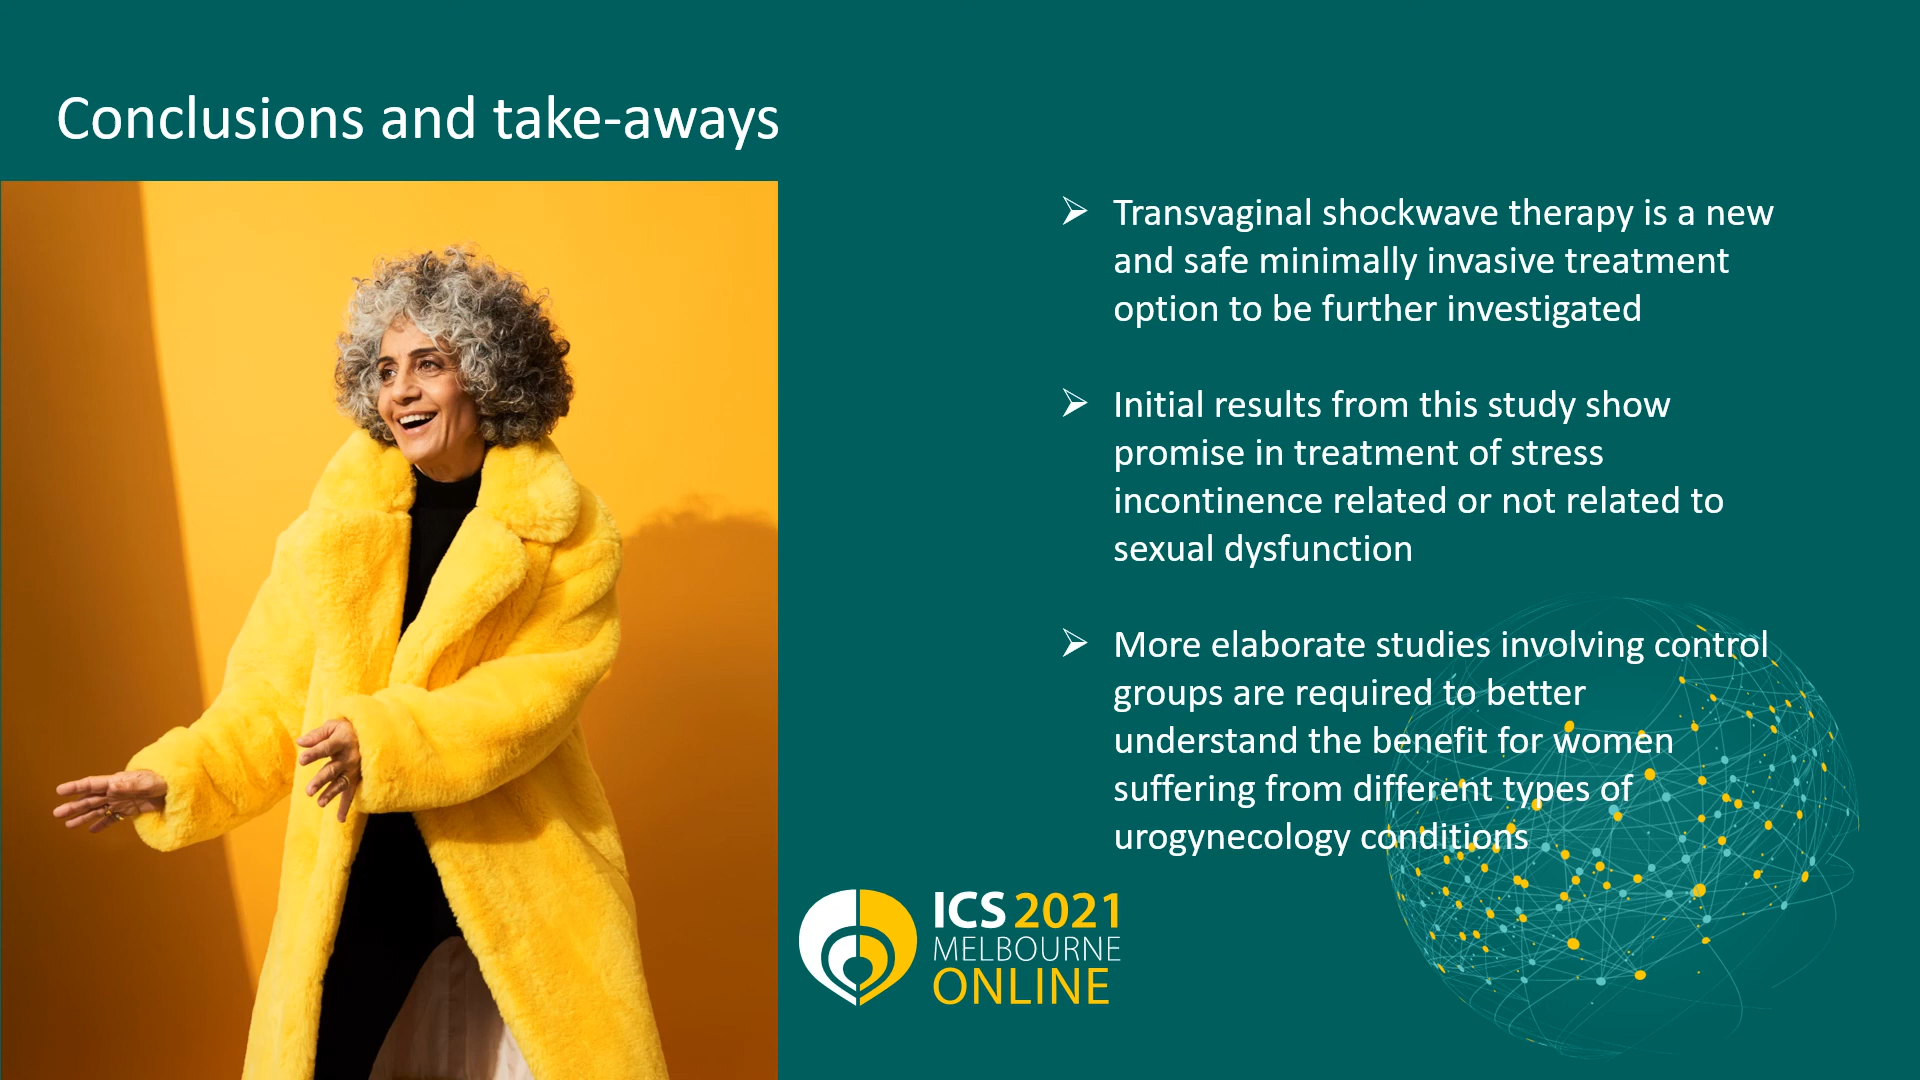 Conclusions and take-aways
Transvaginal shockwave therapy is a new
and safe minimally invasive treatment
option to be further investigated
Initial results from this study show
promise in treatment of stress
incontinence related or not related to
sexual dysfunction
More elaborate studies involving control
groups are required to better
understand the benefit for women
suffering from different types of
urogynecology conditions
ICS 2021
MELBOURNE
ONLINE